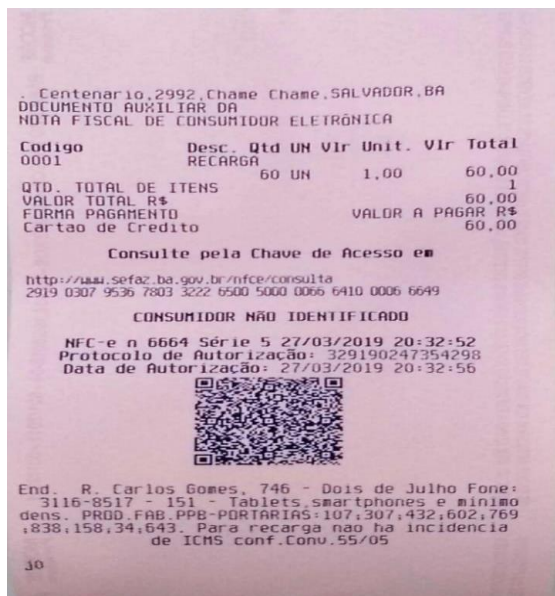 . Centenario,2992,Chame Chame,SALVADOR,BA
DOCUMENTO AUXILIAR DA
NOTA FISCAL DE CONSUMIDOR ELETRÔNICA
Codigo Desc. Qtd UN Vlr Unit. Vlr Total
0001 RECARGA
60 UN 1,00 60,00
QTD. TOTAL DE ITENS 1
VALOR TOTAL R$ 60,00
FORMA PAGAMENTO VALOR A PAGAR R$
Cartao de Credito 60,00
Consulte pela Chave de Acesso em
http://www.sefaz.ba.gov.br/nfce/consulta
2919 0307 9536 7803 3222 6500 5000 0066 6410 0006 6649
CONSUMIDOR NÃO IDENTIFICADO
NFC-e n 6664 Série 5 27/03/2019 20:32:52
Protocolo de Autorização: 329190247354298
Data de Autorização: 27/03/2019 20:32:56
End. R. Carlos Gomes, 746 - Dois de Julho Fone:
3116-8517 - 151 - Tablets,smartphones e minimo
dens. PROD.FAB.PPB-PORTARIAS:107,307,432,602,769
,838,158,34,643. Para recarga nao ha incidencia
de ICMS conf.Conv.55/05
JO